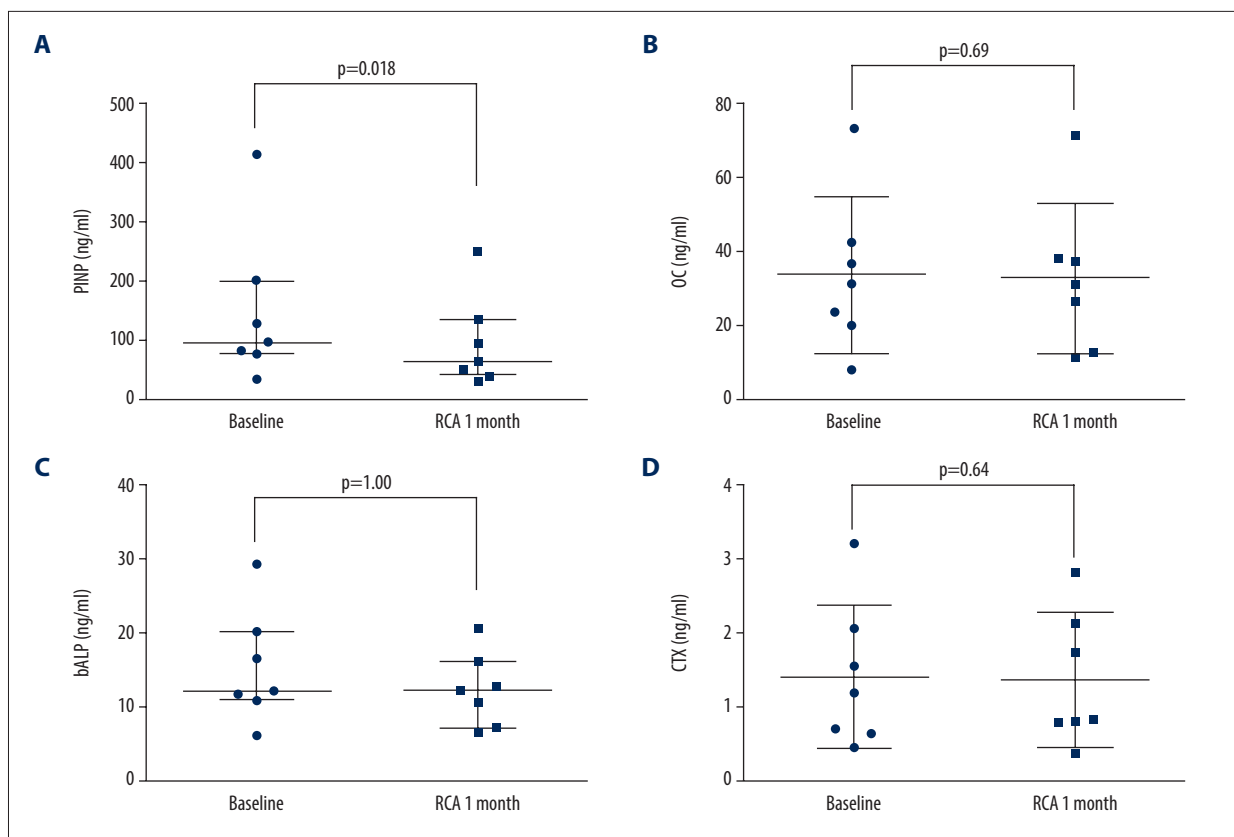 A
p=0.018
500
400
300
200
100
0
PINP (ng/ml)
Baseline
RCA 1 month
B
p=0.69
80
60
40
20
0
OC (ng/ml)
Baseline
RCA 1 month
C
p=1.00
40
30
20
10
0
bALP (ng/ml)
Baseline
RCA 1 month
D
p=0.64
4
3
2
1
0
CTX (ng/ml)
Baseline
RCA 1 month